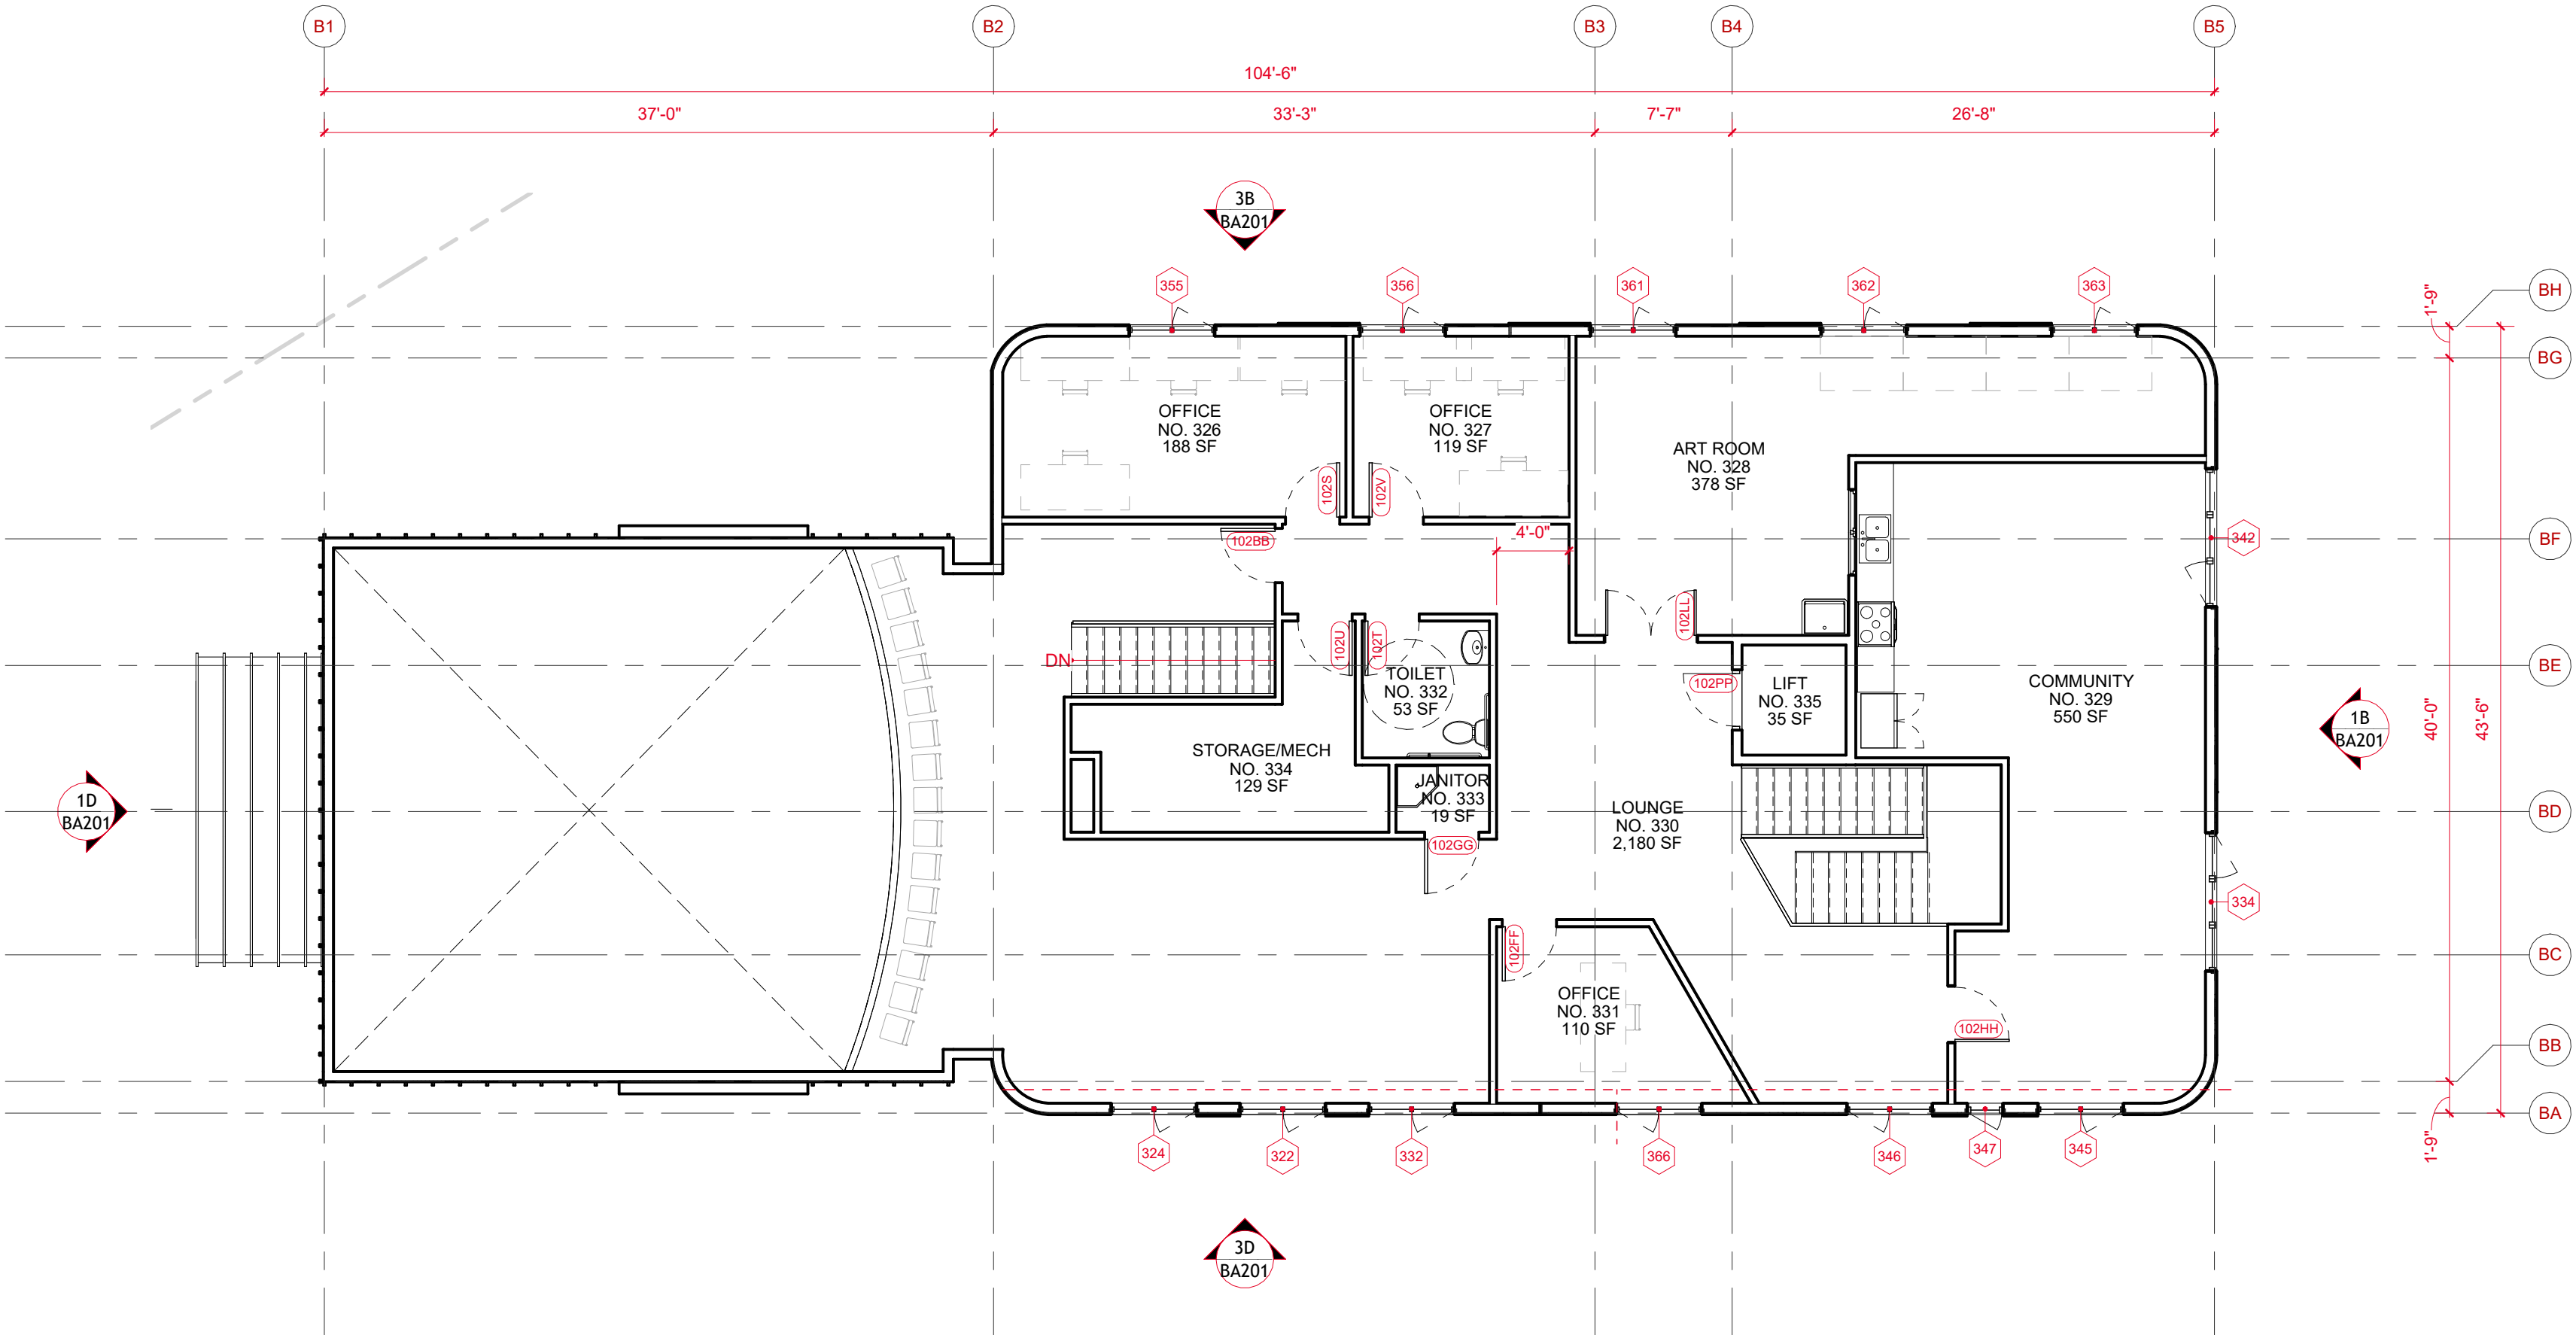 B1
B2
B3
B4
B5
104'-6"
37'-0"
33'-3"
7'-7"
26'-8"
3B
BA201
355
356
361
362
363
BH
1'-9"
BG
OFFICE
NO. 326
188 SF
OFFICE
NO. 327
119 SF
ART ROOM
NO. 328
378 SF
102S
102V
4'-0"
102BB
342
BF
102LL
102U
102T
DN
BE
TOILET
NO. 332
53 SF
102PP
LIFT
NO. 335
35 SF
COMMUNITY
NO. 329
550 SF
1B
BA201
40'-0"
43'-6"
STORAGE/MECH
NO. 334
129 SF
JANITOR
NO. 333
19 SF
1D
BA201
LOUNGE
NO. 330
2,180 SF
BD
102GG
334
102FF
BC
OFFICE
NO. 331
110 SF
102HH
BB
BA
1'-9"
324
322
332
366
346
347
345
3D
BA201